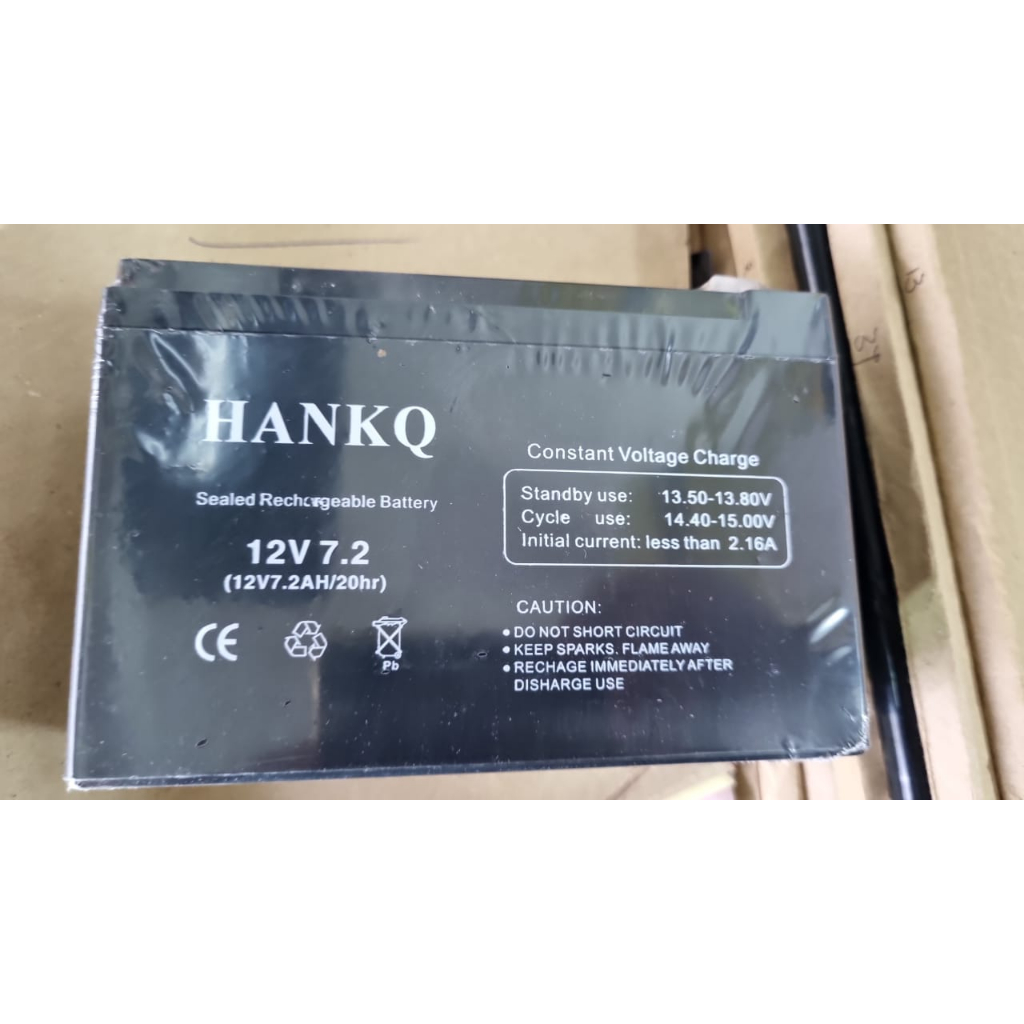 HANKQ
Sealed Rechargeable Battery
12V 7.2
(12V7.2AH/20hr)
CE
Pb
Constant Voltage Charge
Standby use: 13.50-13.80V
Cycle use: 14.40-15.00V
Initial current: less than 2.16A
CAUTION:
• DO NOT SHORT CIRCUIT
• KEEP SPARKS. FLAME AWAY
• RECHAGE IMMEDIATELY AFTER
DISHARGE USE